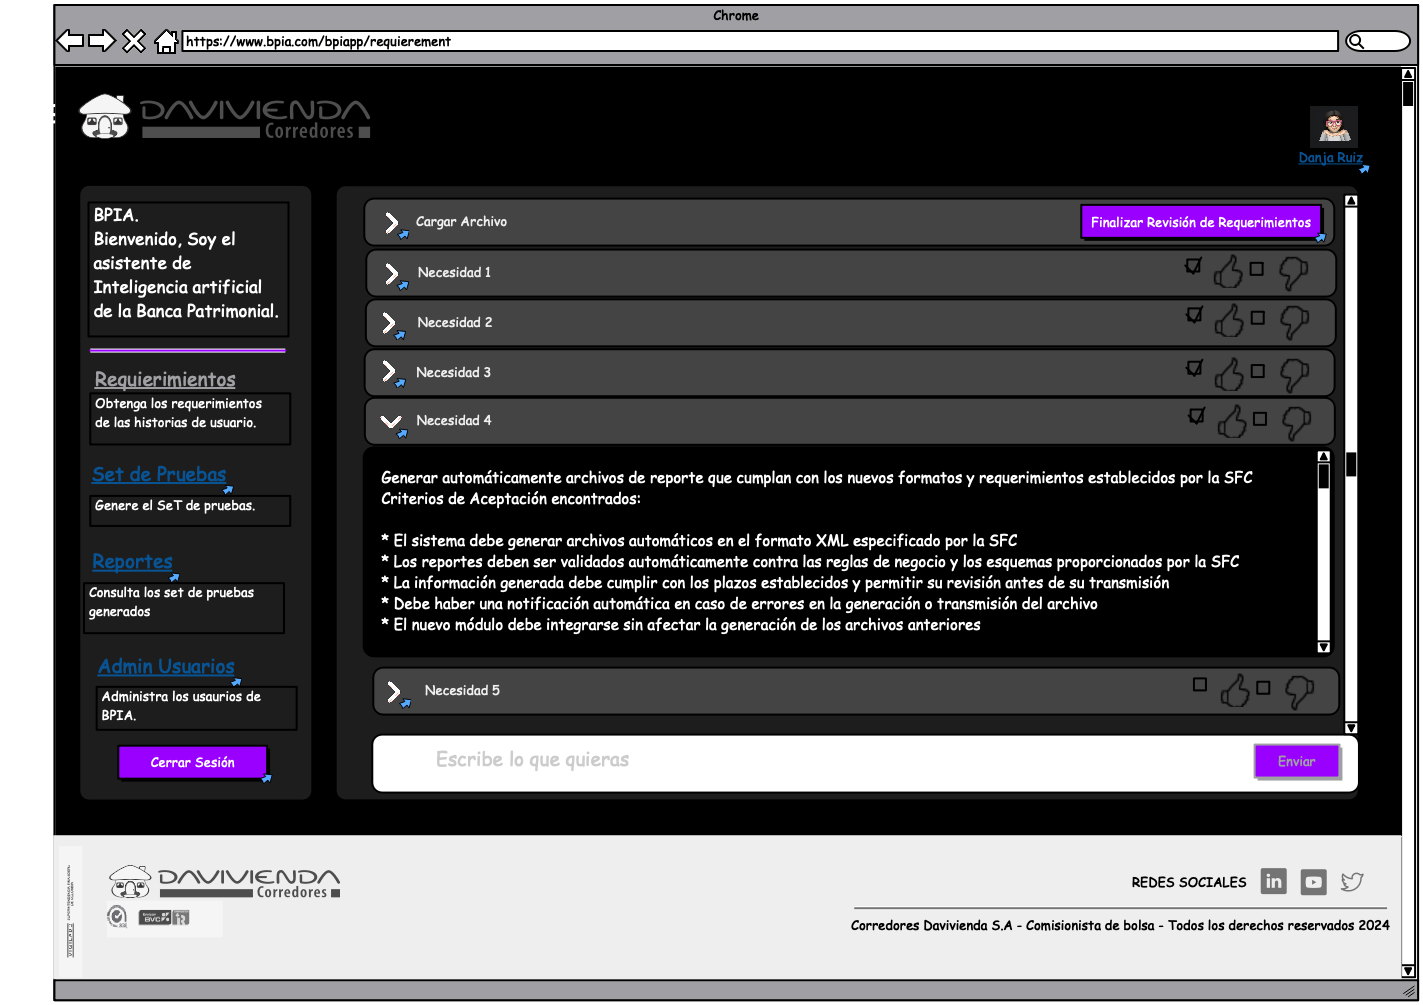 Chrome
https://www.bpia.com/bpiapp/requierement
DAVIVIENDA
Corredores
Danja Ruiz
BPIA.
Bienvenido, Soy el
asistente de
Inteligencia artificial
de la Banca Patrimonial.
Requierimientos
Obtenga los requerimientos
de las historias de usuario.
Set de Pruebas
Genere el SeT de pruebas.
Reportes
Consulta los set de pruebas
generados
Admin Usuarios
Administra los usaurios de
BPIA.
Cerrar Sesión
Cargar Archivo
Finalizar Revisión de Requerimientos
Necesidad 1
Necesidad 2
Necesidad 3
Necesidad 4
Generar automáticamente archivos de reporte que cumplan con los nuevos formatos y requerimientos establecidos por la SFC
Criterios de Aceptación encontrados:
* El sistema debe generar archivos automáticos en el formato XML especificado por la SFC
* Los reportes deben ser validados automáticamente contra las reglas de negocio y los esquemas proporcionados por la SFC
* La información generada debe cumplir con los plazos establecidos y permitir su revisión antes de su transmisión
* Debe haber una notificación automática en caso de errores en la generación o transmisión del archivo
* El nuevo módulo debe integrarse sin afectar la generación de los archivos anteriores
Necesidad 5
Escribe lo que quieras
Enviar
VIGILADO
DAVIVIENDA
Corredores
BVC
IR
REDES SOCIALES
in
Corredores Davivienda S.A - Comisionista de bolsa - Todos los derechos reservados 2024